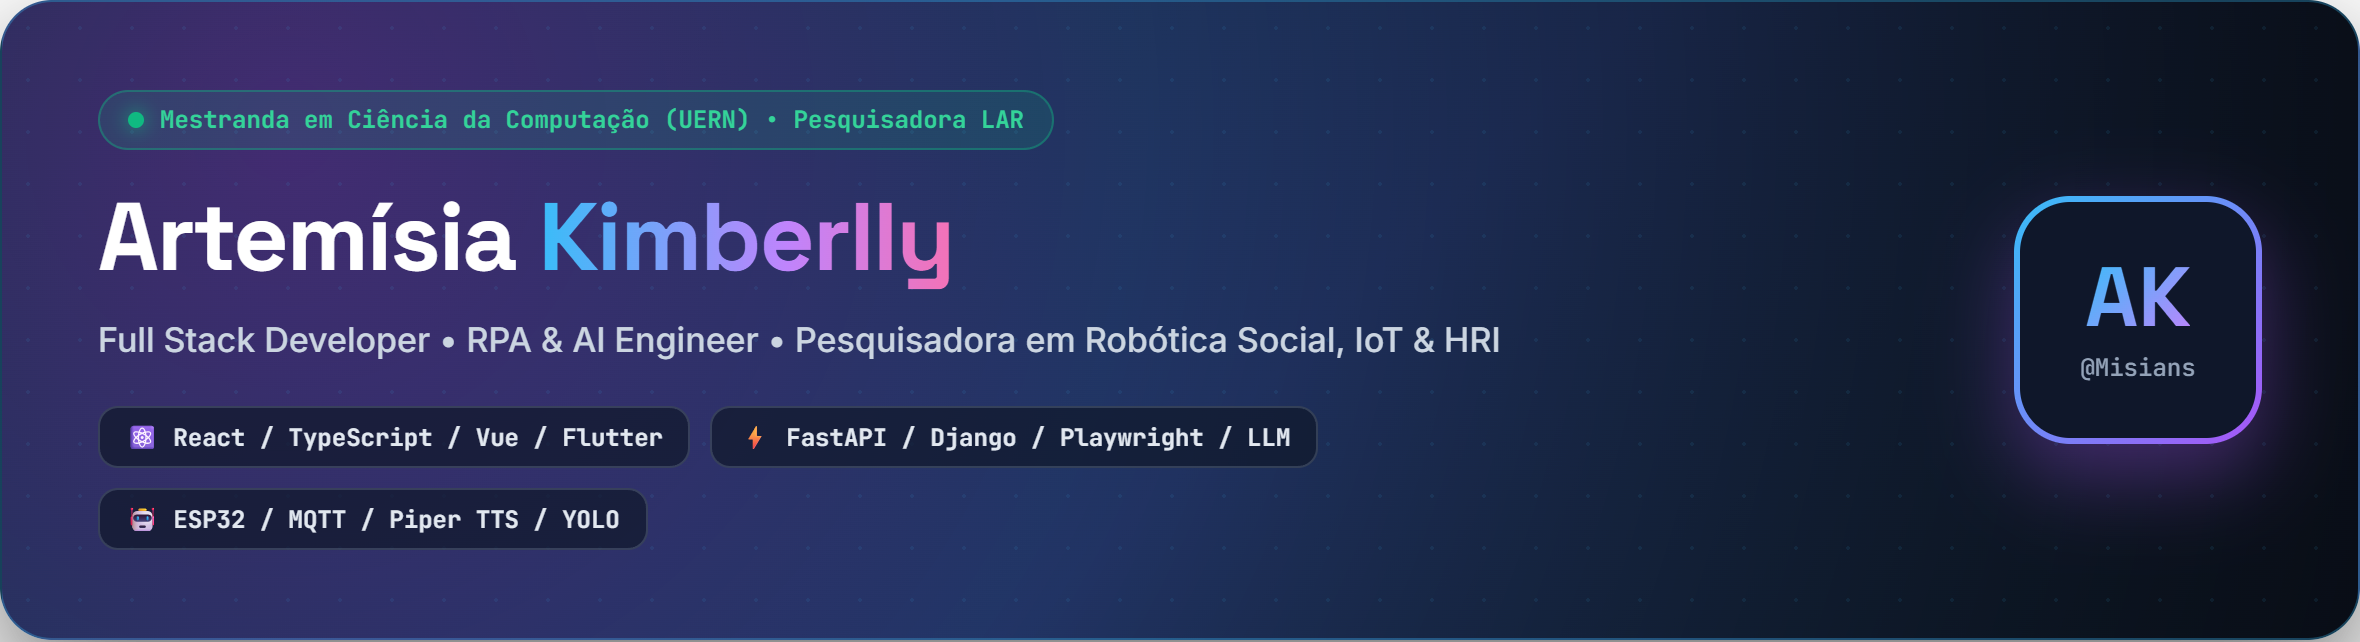 Mestranda em Ciência da Computação (UERN) • Pesquisadora LAR
Artemísia Kimberlly
Full Stack Developer • RPA & AI Engineer • Pesquisadora em Robótica Social, IoT & HRI
React / TypeScript / Vue / Flutter
FastAPI / Django / Playwright / LLM
ESP32 / MQTT / Piper TTS / YOLO
AK
@Misians